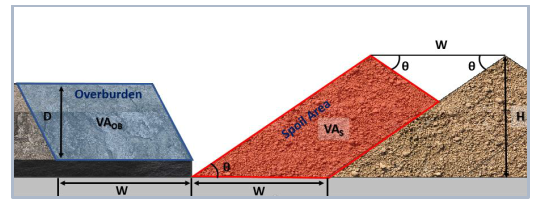 W
θ
θ
Overburden
D
VA_OB
Spoil Area
VA_S
H
θ
W
W